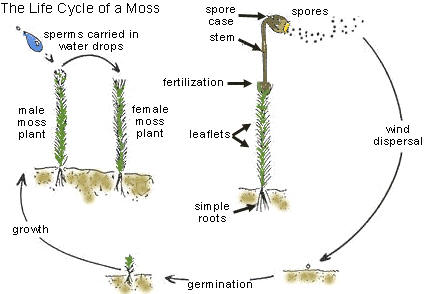 The Life Cycle of a Moss
sperms carried in
water drops
male
moss
plant
female
moss
plant
spore
case
spores
stem
fertilization
leaflets
simple
roots
wind
dispersal
germination
growth